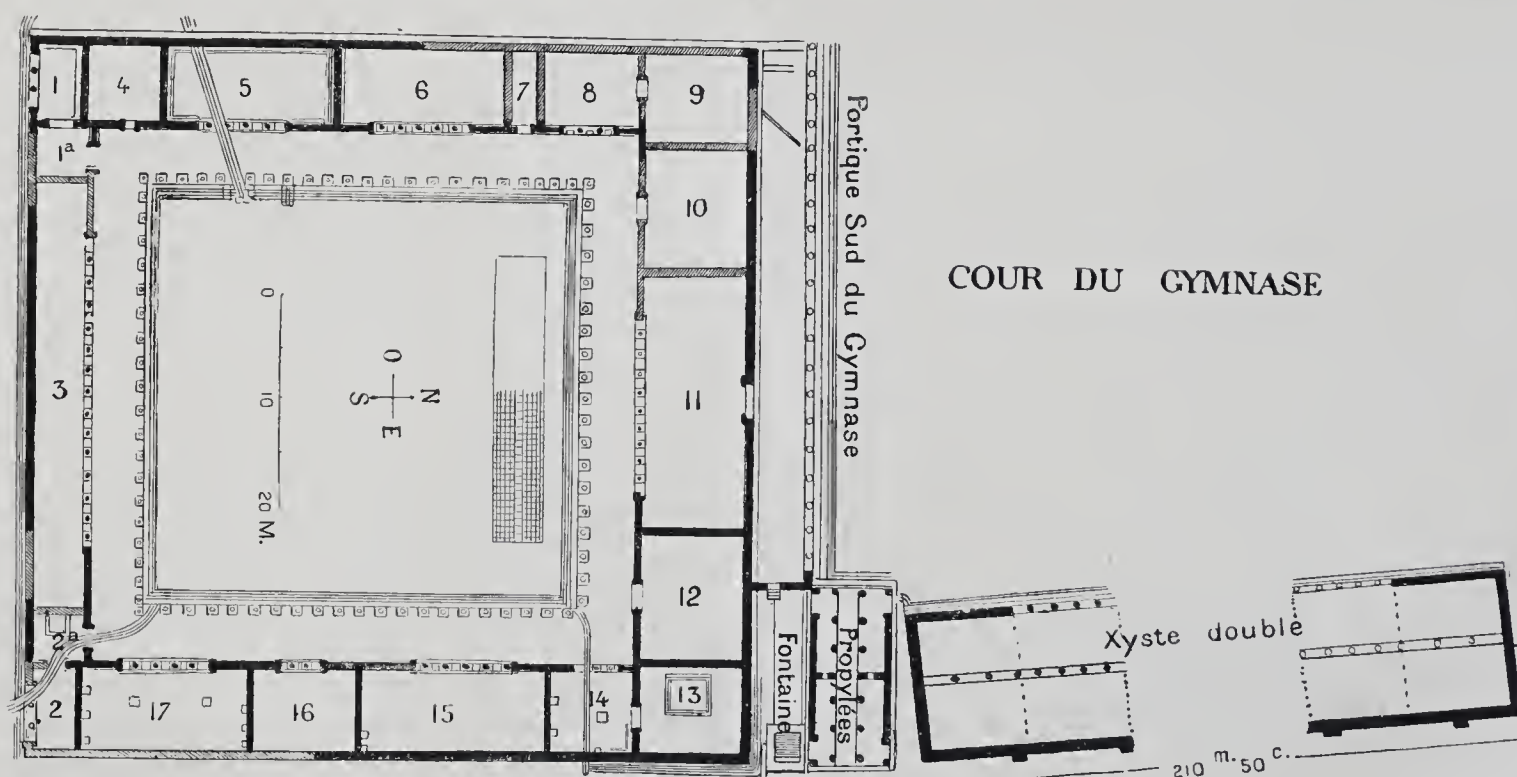 1
4
5
6
7
8
9
1ª
10
3
11
12
2ª
2
17
16
15
14
13
0
10
20 M.
O
N
S
E
Portique Sud du Gymnase
COUR DU GYMNASE
Fontaine
Propylées
Xyste double
210 m. 50 c.